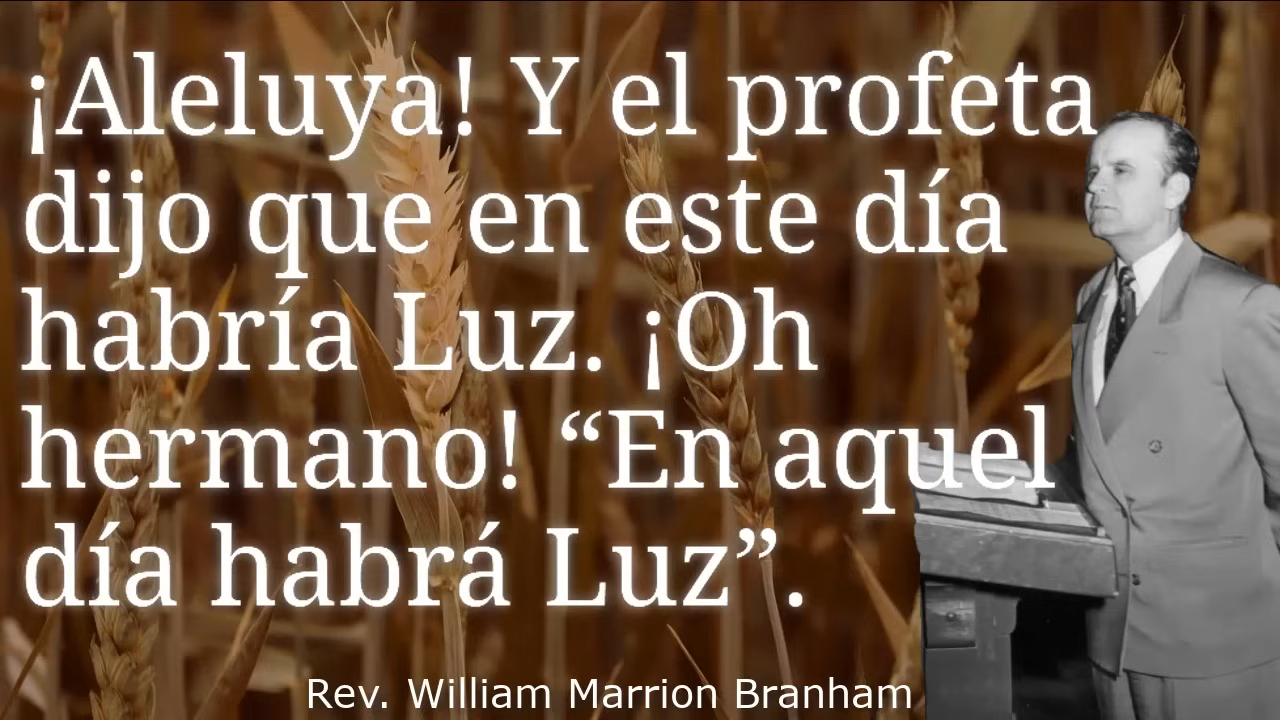 ¡Aleluya! Y el profeta
dijo que en este día
habría Luz. ¡Oh
hermano! “En aquel
día habrá Luz”.
Rev. William Marrion Branham